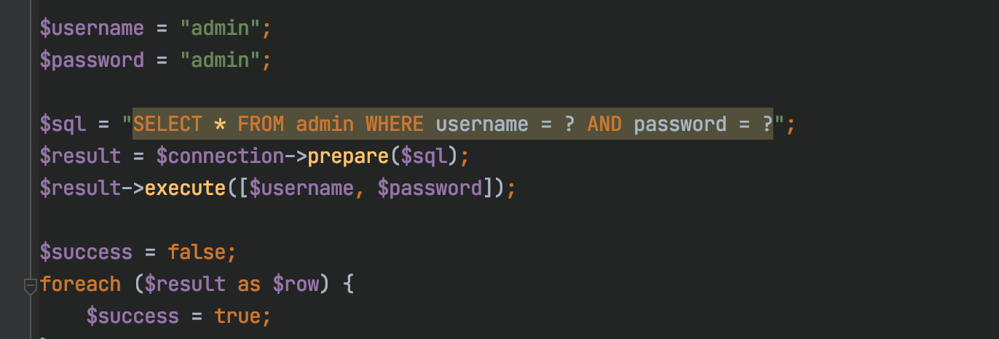 $username = "admin";
$password = "admin";
$sql = "SELECT * FROM admin WHERE username = ? AND password = ?";
$result = $connection->prepare($sql);
$result->execute([$username, $password]);
$success = false;
foreach ($result as $row) {
$success = true;